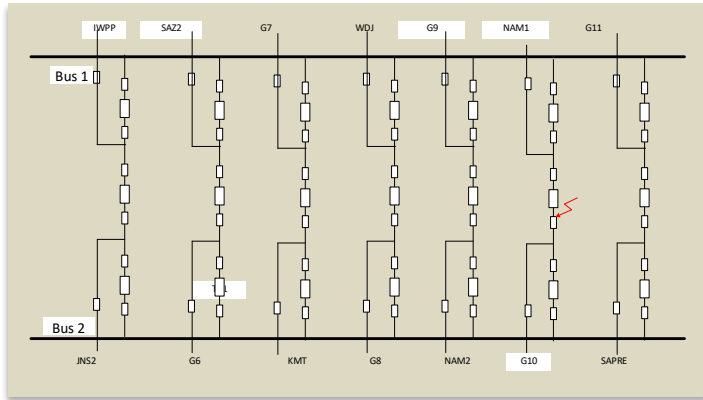 IWPP SAZ2 G7 WDJ G9 NAM1 G11
Bus 1
Bus 2
JNS2 G6 KMT G8 NAM2 G10 SAPRE